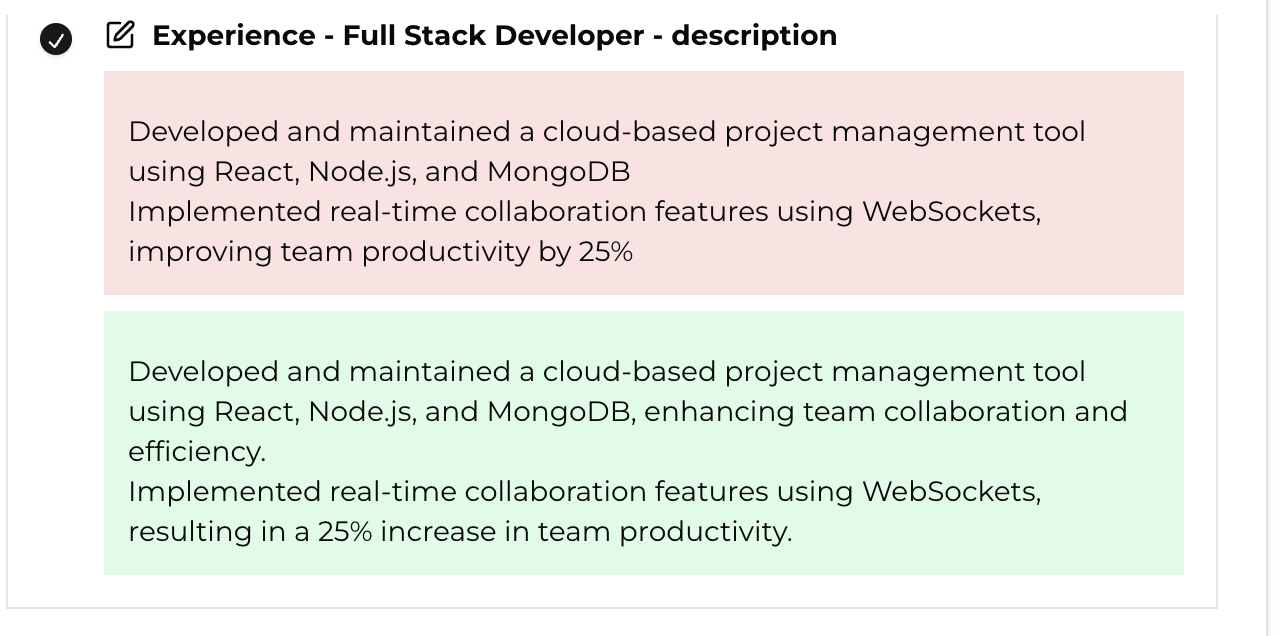 Experience - Full Stack Developer - description
Developed and maintained a cloud-based project management tool
using React, Node.js, and MongoDB
Implemented real-time collaboration features using WebSockets,
improving team productivity by 25%
Developed and maintained a cloud-based project management tool
using React, Node.js, and MongoDB, enhancing team collaboration and
efficiency.
Implemented real-time collaboration features using WebSockets,
resulting in a 25% increase in team productivity.